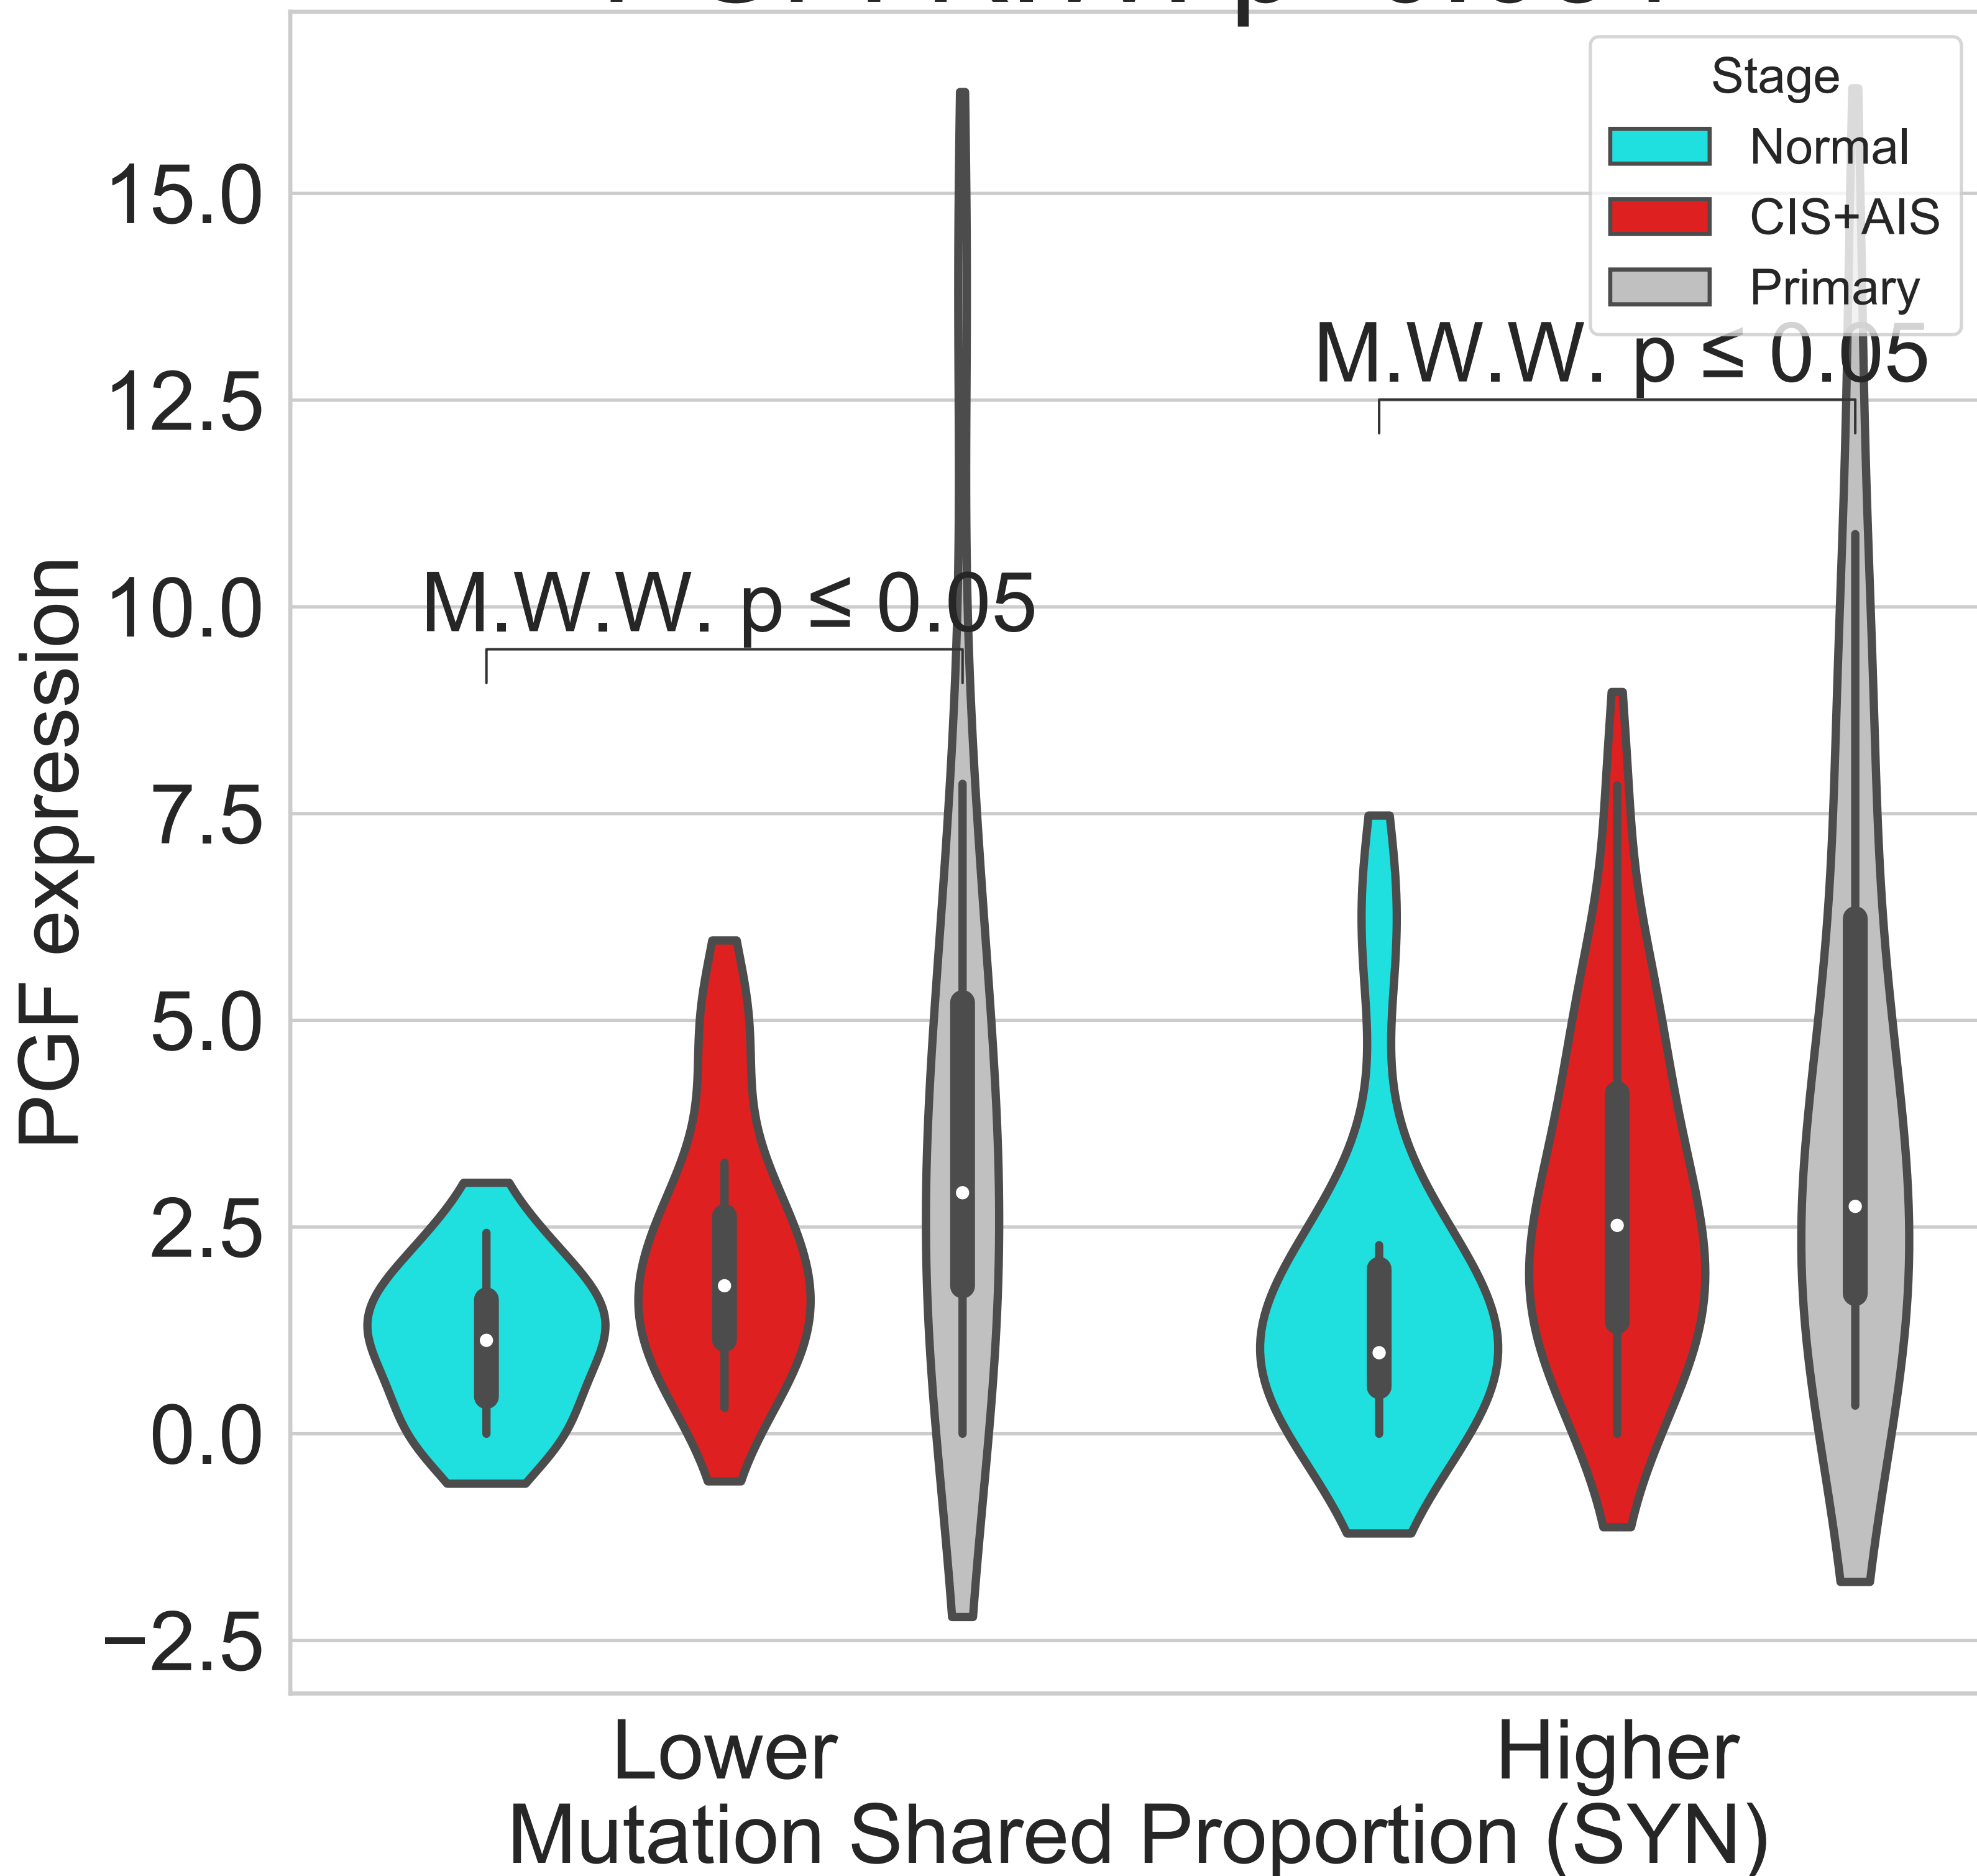 Stage
Normal
CIS+AIS
Primary
15.0
12.5
10.0
7.5
5.0
2.5
0.0
−2.5
PGF expression
M.W.W. p ≤ 0.05
M.W.W. p ≤ 0.05
Lower
Higher
Mutation Shared Proportion (SYN)